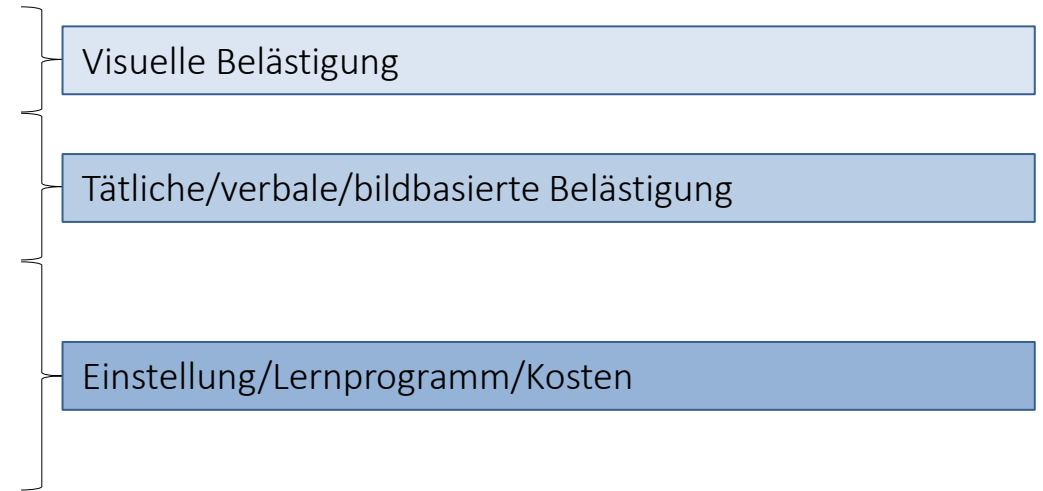 Visuelle Belästigung
Tätliche/verbale/bildbasierte Belästigung
Einstellung/Lernprogramm/Kosten